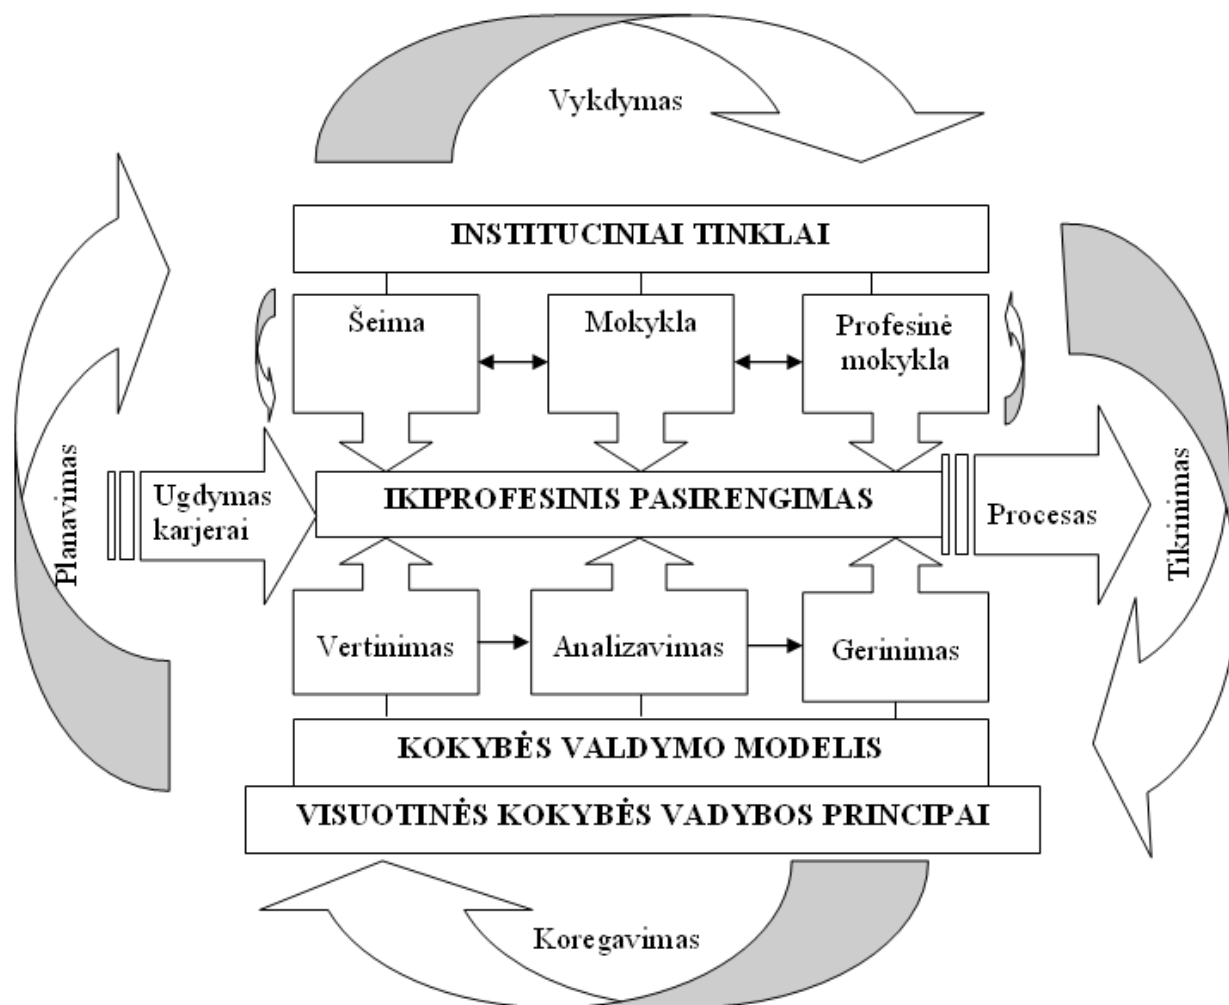 Vykdymas
INSTITUCINIAI TINKLAI
Šeima
Mokykla
Profesinė
mokykla
Planavimas
Ugdymas
karjerai
IKIPROFESINIS PASIRENGIMAS
Procesas
Tikrinimas
Vertinimas
Analizavimas
Gerinimas
KOKYBĖS VALDYMO MODELIS
VISUOTINĖS KOKYBĖS VADYBOS PRINCIPAI
Koregavimas